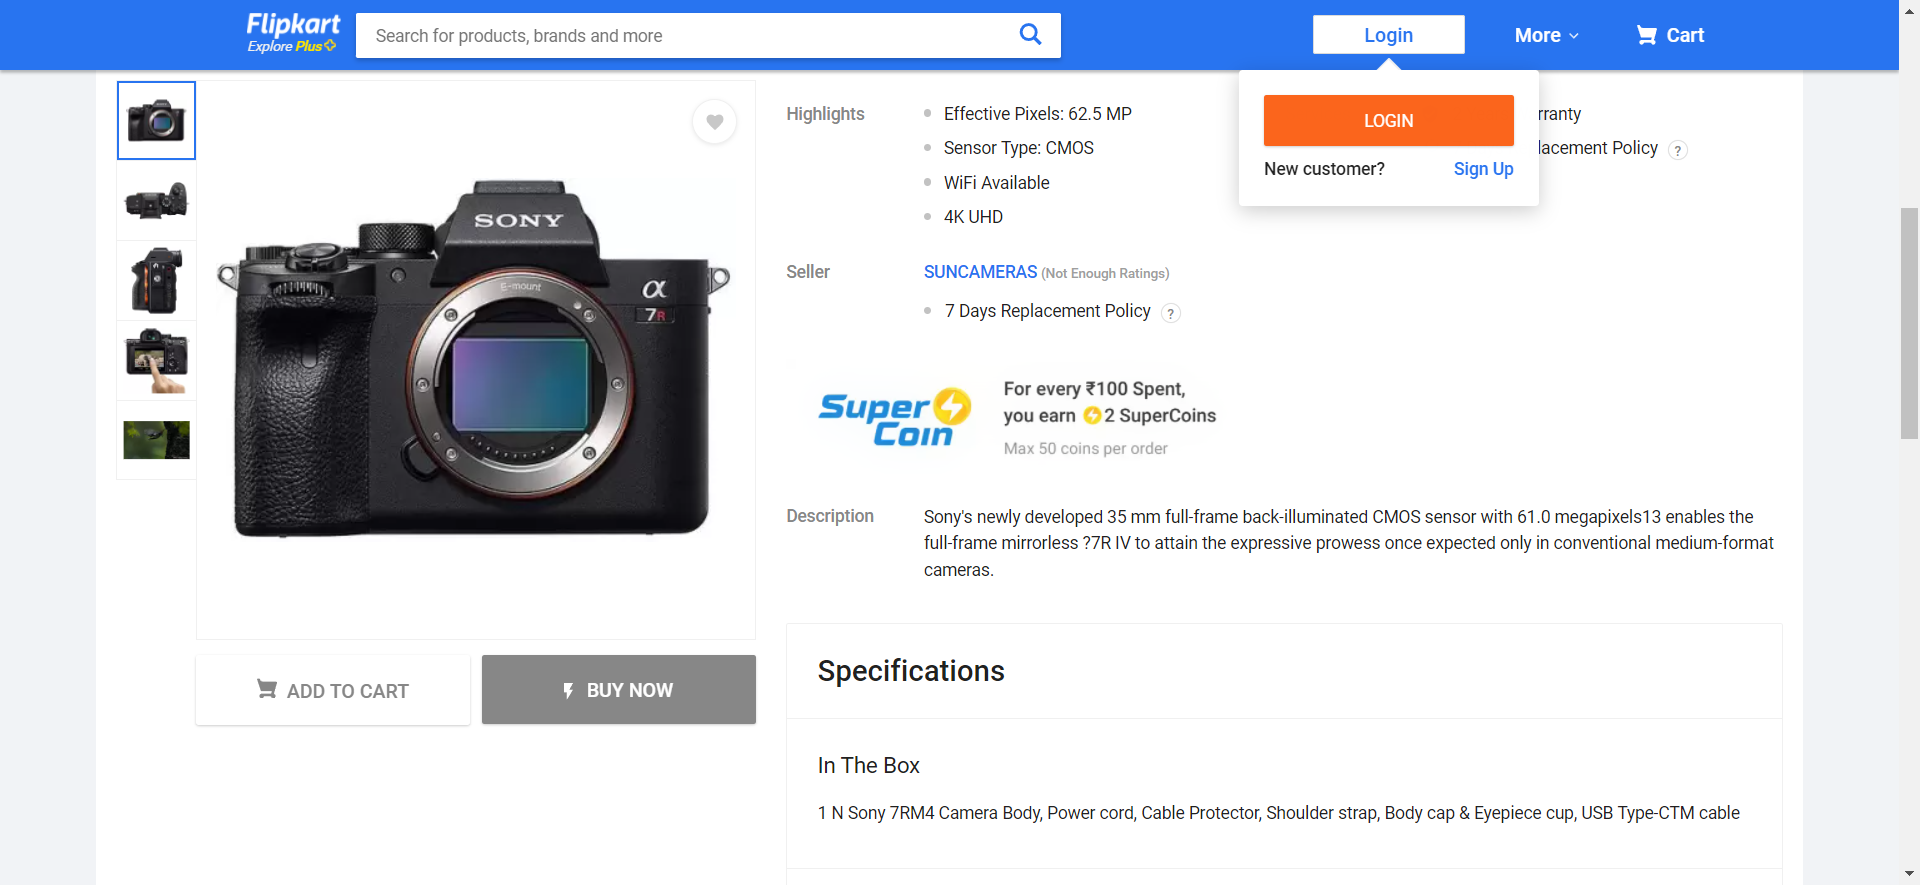 Flipkart
Explore Plus
Search for products, brands and more
Login
More
Cart
LOGIN
New customer?
Sign Up
SONY
E-mount
α
7R
ADD TO CART
BUY NOW
Highlights
Effective Pixels: 62.5 MP
Sensor Type: CMOS
WiFi Available
4K UHD
rranty
lacement Policy ?
Seller
SUNCAMERAS (Not Enough Ratings)
7 Days Replacement Policy ?
Super
Coin
For every ₹100 Spent,
you earn 2 SuperCoins
Max 50 coins per order
Description
Sony's newly developed 35 mm full-frame back-illuminated CMOS sensor with 61.0 megapixels13 enables the
full-frame mirrorless ?7R IV to attain the expressive prowess once expected only in conventional medium-format
cameras.
Specifications
In The Box
1 N Sony 7RM4 Camera Body, Power cord, Cable Protector, Shoulder strap, Body cap & Eyepiece cup, USB Type-CTM cable